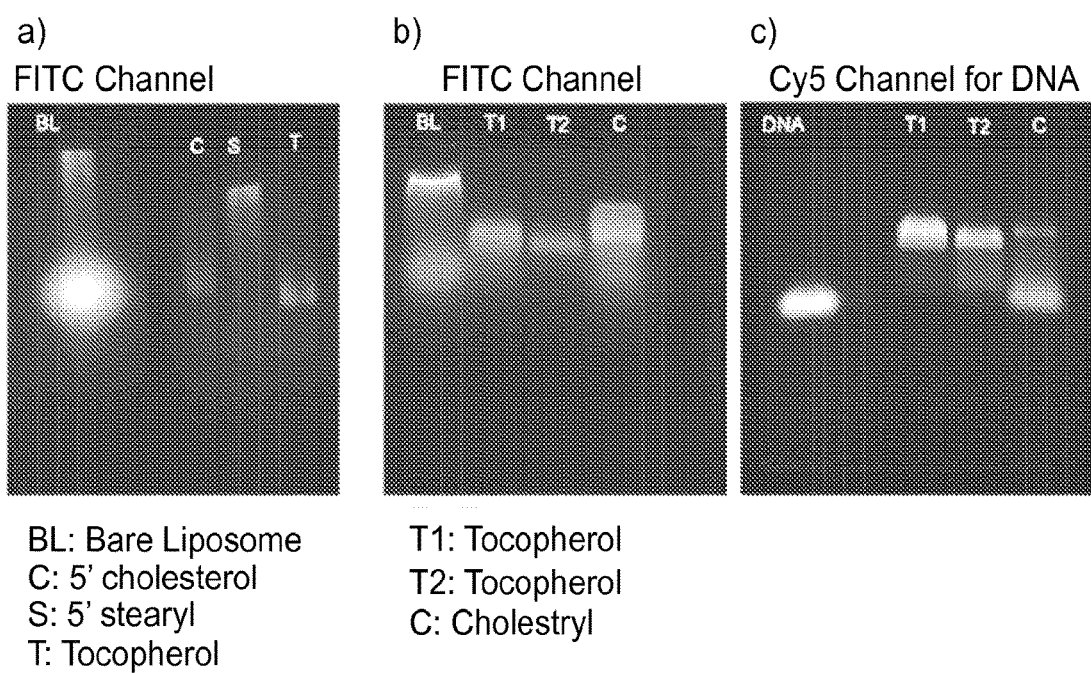 a)
FITC Channel
BL
C S T
BL: Bare Liposome
C: 5' cholesterol
S: 5' stearyl
T: Tocopherol
b)
FITC Channel
BL T1 T2 C
T1: Tocopherol
T2: Tocopherol
C: Cholestryl
c)
Cy5 Channel for DNA
DNA T1 T2 C